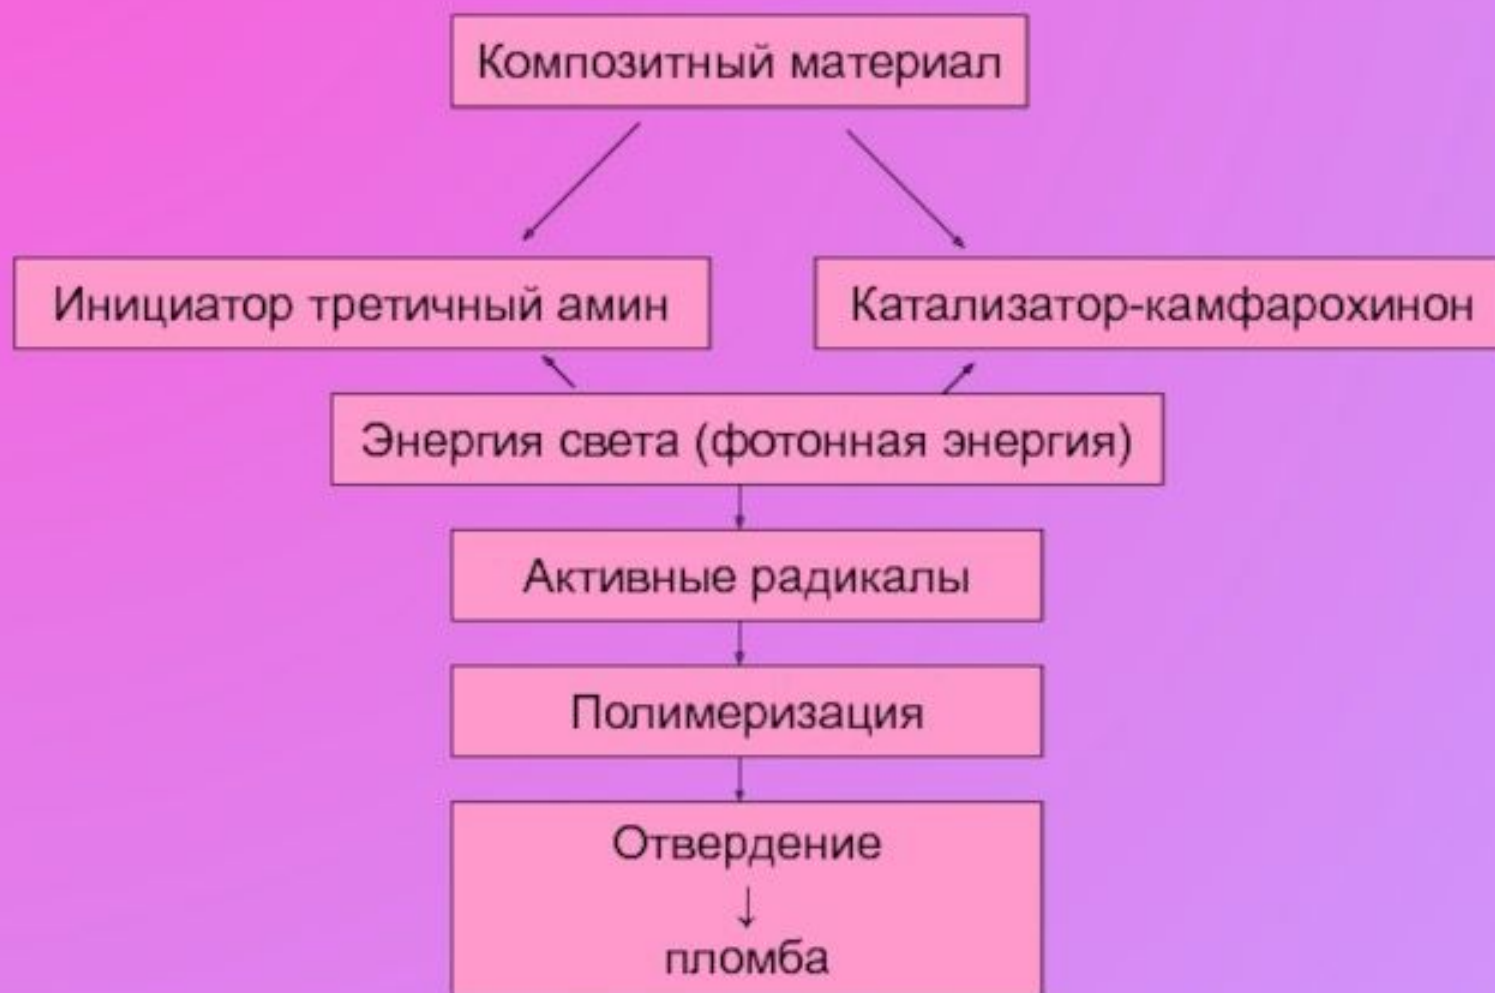 Композитный материал
Инициатор третичный амин
Катализатор-камфарохинон
Энергия света (фотонная энергия)
Активные радикалы
Полимеризация
Отвердение
↓
пломба